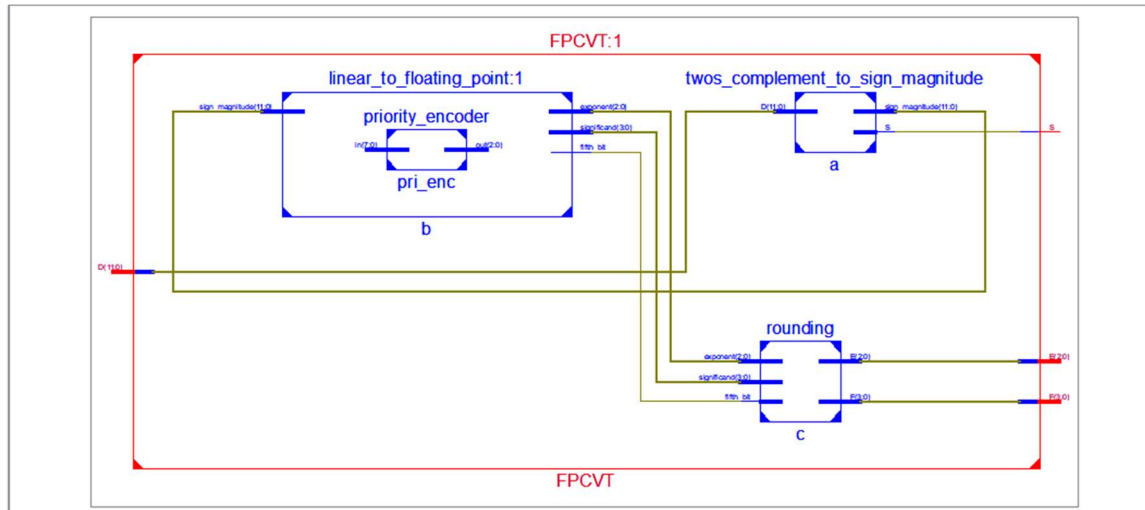 FPCVT:1
linear_to_floating_point:1
twos_complement_to_sign_magnitude
sign_magnitude(11:0)
exponent(2:0)
priority_encoder
significand(3:0)
in(7:0)
out(2:0)
fifth_bit
pri_enc
b
D(11:0)
sign_magnitude(11:0)
S
S
a
D(11:0)
rounding
exponent(2:0)
E(2:0)
E(2:0)
significand(3:0)
fifth_bit
F(3:0)
F(3:0)
c
FPCVT